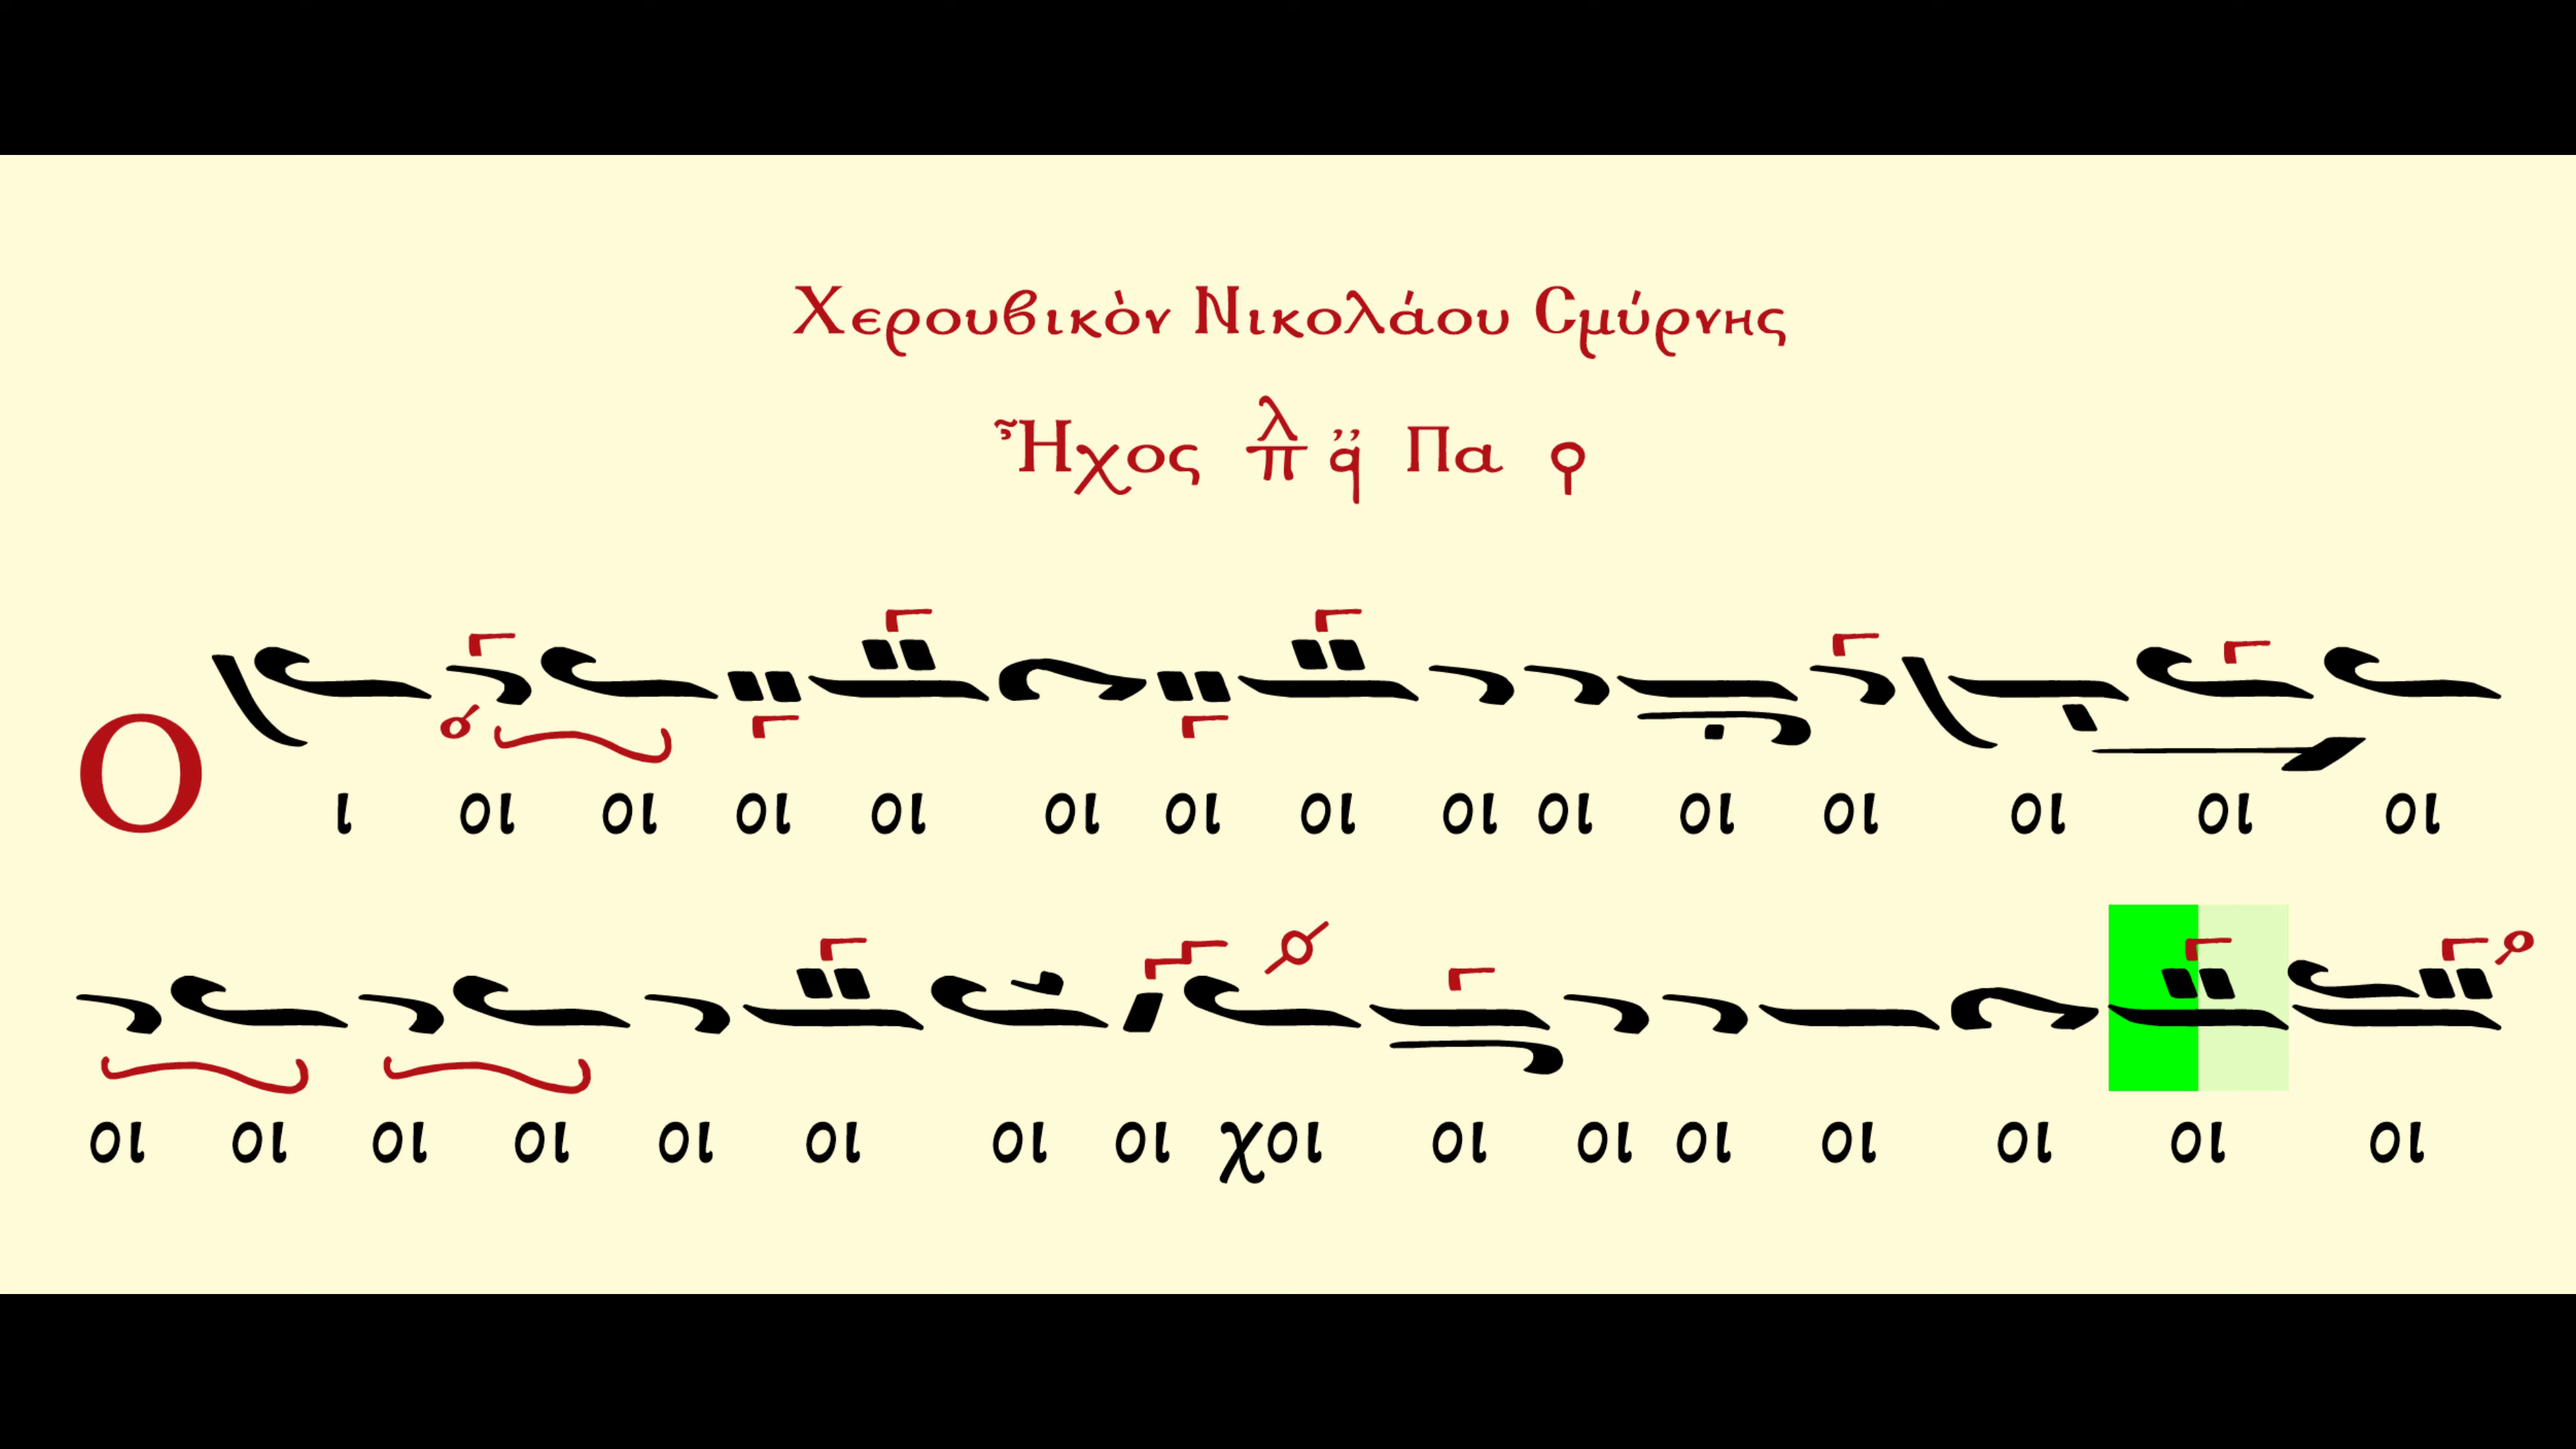 Χερουβικὸν Νικολάου Σμύρνης
Ἦχος λ π ᾳ Πα
Ο ι οι οι οι οι οι οι οι οι οι οι οι οι οι οι
οι οι οι οι οι οι οι οι χοι οι οι οι οι οι οι οι